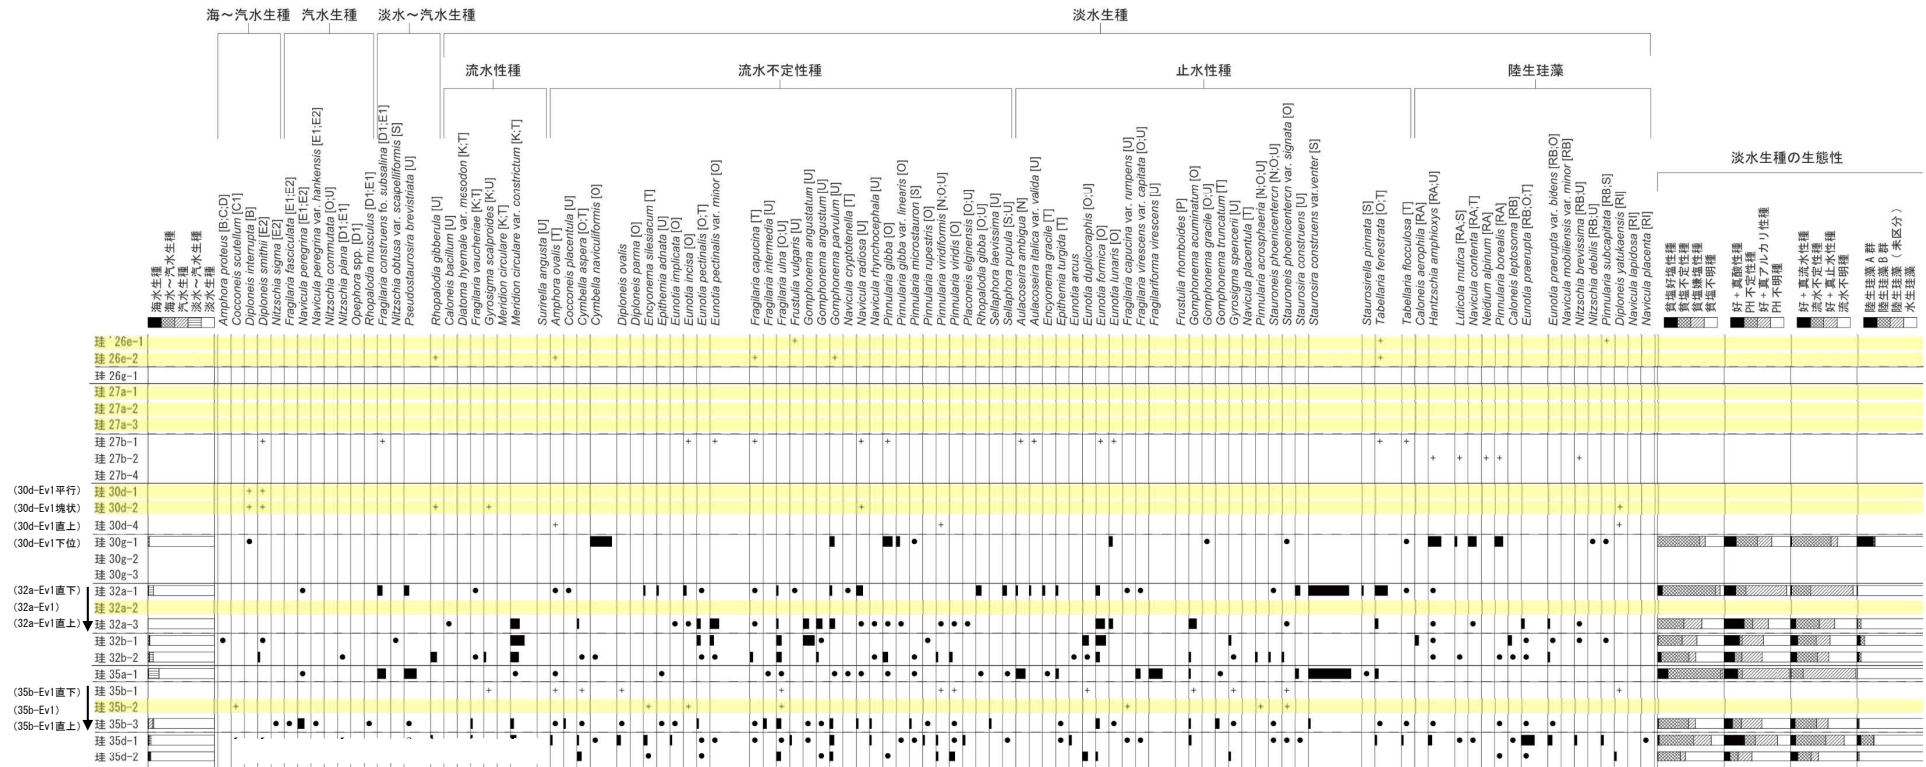 海～汽水生種
汽水生種
淡水～汽水生種
淡水生種
流水性種
流水不定性種
止水性種
陸生珪藻
淡水生種の生態性
海水生種
海水～汽水生種
汽水生種
淡水～汽水生種
淡水生種
Amphora proteus [B;C;D]
Cocconeis scutellum [C1]
Diploneis interrupta [B]
Diploneis smithii [E2]
Nitzschia sigma [E2]
Fragilaria fasciculata [E1;E2]
Navicula peregrina [E1;E2]
Navicula peregrina var. hankensis [E1;E2]
Nitzschia commutata [O;U]
Nitzschia plana [D1;E1]
Opephora spp. [D1]
Rhopalodia musculus [D1;E1]
Fragilaria construens fo. subsalina [D1;E1]
Nitzschia obtusa var. scapelliformis [S]
Pseudostaurosira brevistriata [U]
Rhopalodia gibberula [U]
Caloneis bacillum [U]
Diatoma hyemale var. mesodon [K;T]
Fragilaria vaucheriae [K;T]
Gyrosigma scalproides [K;U]
Meridion circulare [K;T]
Meridion circulare var. constrictum [K;T]
Surirella angusta [U]
Amphora ovalis [T]
Cocconeis placentula [U]
Cymbella aspera [O;T]
Cymbella naviculiformis [O]
Diploneis ovalis
Diploneis parma [O]
Encyonema silesiacum [T]
Epithemia adnata [U]
Eunotia implicata [O]
Eunotia incisa [O]
Eunotia pectinalis [O;T]
Eunotia pectinalis var. minor [O]
Fragilaria capucina [T]
Fragilaria intermedia [U]
Fragilaria ulna [O-U]
Frustulia vulgaris [U]
Gomphonema angustatum [U]
Gomphonema angustum [U]
Gomphonema parvulum [U]
Navicula cryptotenella [T]
Navicula radiosa [U]
Navicula rhynchocephala [U]
Pinnularia gibba [O]
Pinnularia gibba var. linearis [O]
Pinnularia microstauron [S]
Pinnularia rupestris [O]
Pinnularia viridiformis [N;O;U]
Pinnularia viridis [O]
Placoneis elginensis [O;U]
Rhopalodia gibba [O;U]
Sellaphora laevissima [U]
Sellaphora pupula [S;U]
Aulacoseira ambigua [N]
Aulacoseira italica var. valida [U]
Encyonema gracile [T]
Epithemia turgida [T]
Eunotia arcus
Eunotia duplicoraphis [O;U]
Eunotia formica [O]
Eunotia lunaris [O]
Fragilaria capucina var. rumpens [U]
Fragilaria virescens var. capitata [O;U]
Fragilariforma virescens [U]
Frustulia rhomboides [P]
Gomphonema acuminatum [O]
Gomphonema gracile [O;U]
Gomphonema truncatum [T]
Gyrosigma spencerii [U]
Navicula placentula [T]
Pinnularia acrosphaeria [N;O;U]
Stauroneis phoenicentercn [N;O;U]
Stauroneis phoenicentercn var. signata [O]
Staurosira construens [U]
Staurosira construens var.venter [S]
Staurosirella pinnata [S]
Tabellaria fenestrata [O;T]
Tabellaria flocculosa [T]
Caloneis aerophila [RA]
Hantzschia amphioxys [RA;U]
Luticola mutica [RA;S]
Navicula contenta [RA;T]
Neidium alpinum [RA]
Pinnularia borealis [RA]
Caloneis leptosoma [RB]
Eunotia praerupta [RB;O;T]
Eunotia praerupta var. bidens [RB;O]
Navicula mobiliensis var. minor [RB]
Nitzschia brevissima [RB;U]
Nitzschia debilis [RB;U]
Pinnularia subcapitata [RB;S]
Diploneis yatukaensis [RI]
Navicula lapidosa [RI]
Navicula placenta [RI]
貧塩好塩性種
貧塩不定性種
貧塩嫌塩性種
貧塩不明種
好＋真酸性種
PH 不定性種
好＋真アルカリ性種
PH 不明種
好＋真流水性種
流水不定性種
好＋真止水性種
流水不明種
陸生珪藻A群
陸生珪藻B群
陸生珪藻（未区分）
水生珪藻
珪 26e-1
珪 26e-2
珪 26g-1
珪 27a-1
珪 27a-2
珪 27a-3
珪 27b-1
珪 27b-2
珪 27b-4
(30d-Ev1平行) 珪 30d-1
(30d-Ev1塊状) 珪 30d-2
(30d-Ev1直上) 珪 30d-4
(30d-Ev1下位) 珪 30g-1
珪 30g-2
珪 30g-3
(32a-Ev1直下) 珪 32a-1
(32a-Ev1) 珪 32a-2
(32a-Ev1直上) 珪 32a-3
珪 32b-1
珪 32b-2
珪 35a-1
(35b-Ev1直下) 珪 35b-1
(35b-Ev1) 珪 35b-2
(35b-Ev1直上) 珪 35b-3
珪 35d-1
珪 35d-2